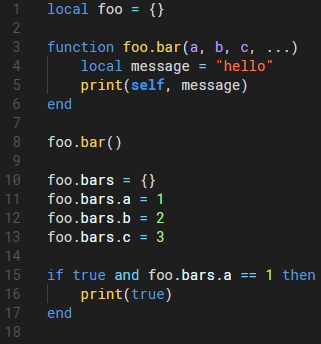 1 local foo = {}
2
3 function foo.bar(a, b, c, ...)
4     local message = "hello"
5     print(self, message)
6 end
7
8 foo.bar()
9
10 foo.bars = {}
11 foo.bars.a = 1
12 foo.bars.b = 2
13 foo.bars.c = 3
14
15 if true and foo.bars.a == 1 then
16     print(true)
17 end
18